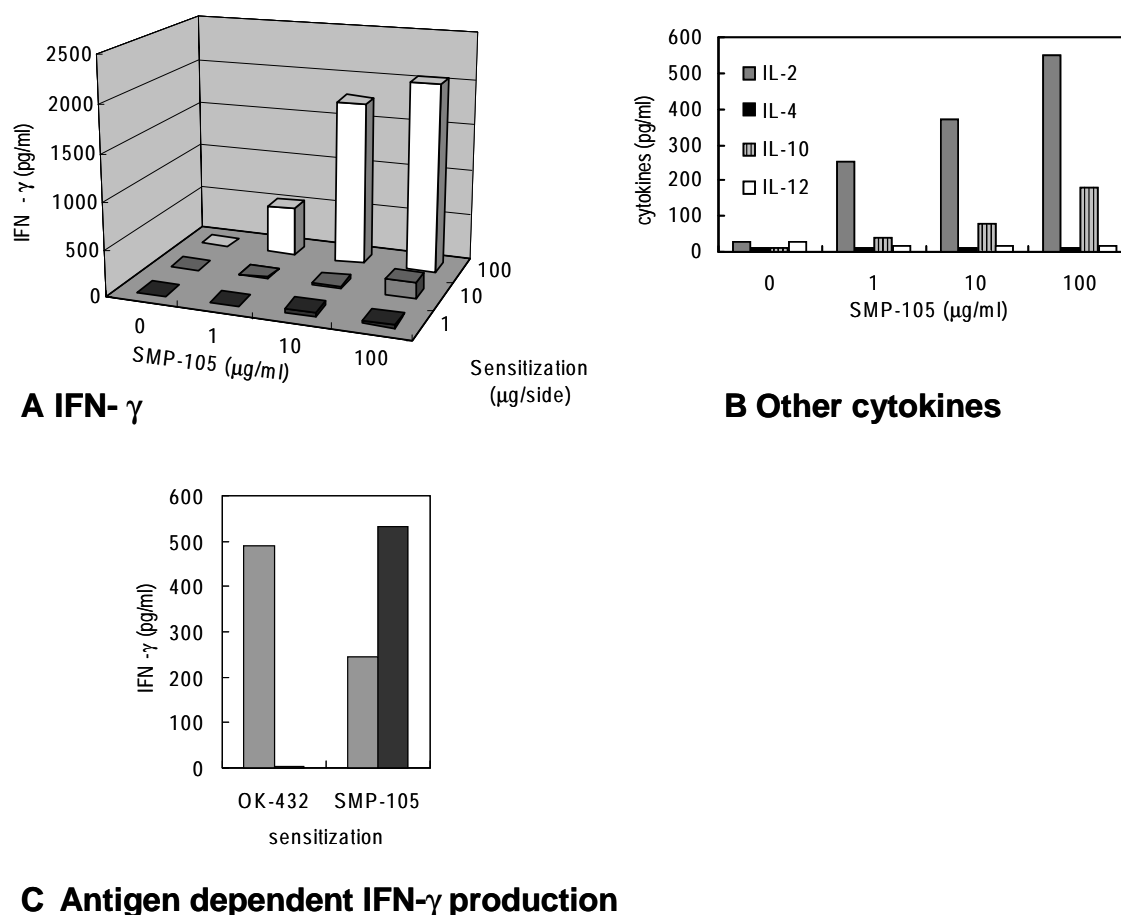 2500
2000
1500
1000
500
0
IFN - γ (pg/ml)
0
1
10
100
SMP-105 (μg/ml)
1
10
100
Sensitization
(μg/side)
A IFN- γ
600
500
400
300
200
100
0
cytokines (pg/ml)
IL-2
IL-4
IL-10
IL-12
0 1 10 100
SMP-105 (μg/ml)
B Other cytokines
600
500
400
300
200
100
0
IFN -γ (pg/ml)
OK-432 SMP-105
sensitization
C Antigen dependent IFN-γ production